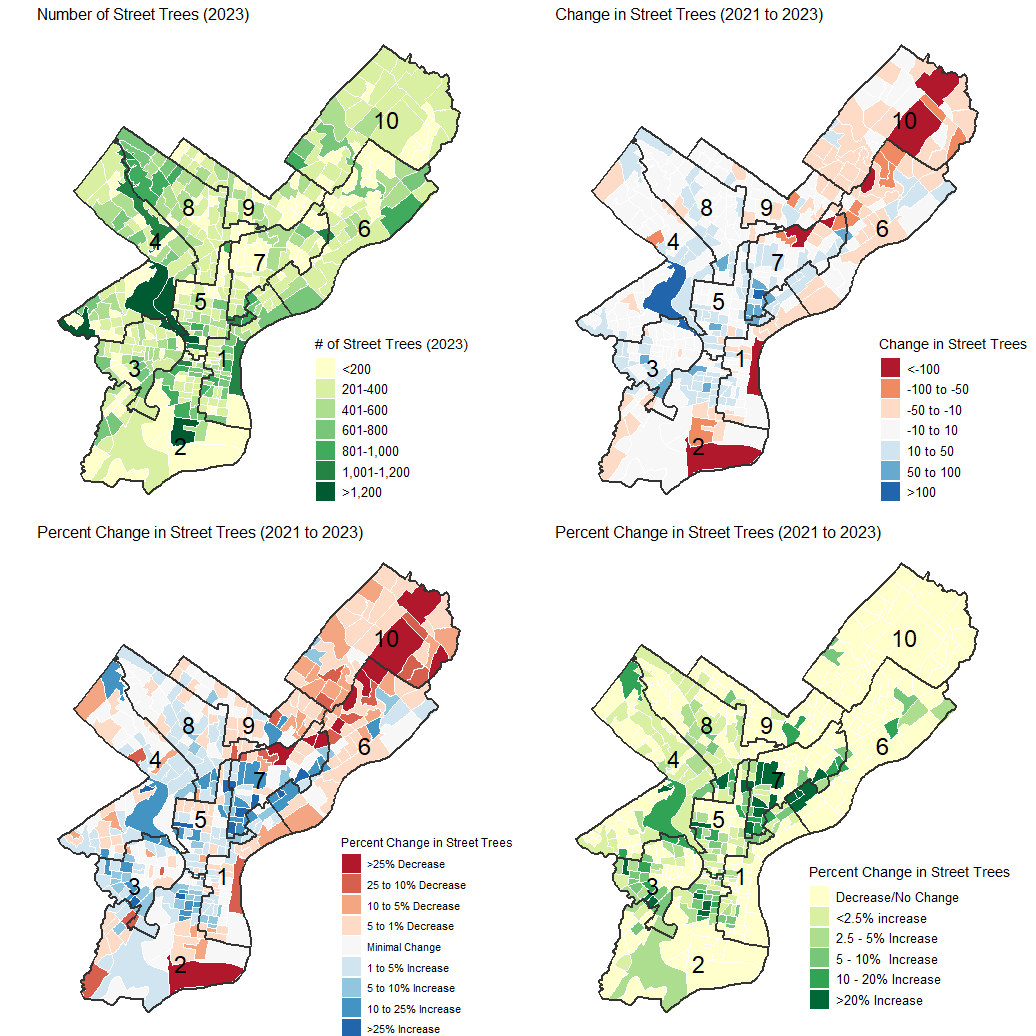 Number of Street Trees (2023)
10
8
9
4
6
7
5
3
1
2
# of Street Trees (2023)
<200
201-400
401-600
601-800
801-1,000
1,001-1,200
>1,200
Change in Street Trees (2021 to 2023)
10
8
9
4
6
7
5
3
1
2
Change in Street Trees
<-100
-100 to -50
-50 to -10
-10 to 10
10 to 50
50 to 100
>100
Percent Change in Street Trees (2021 to 2023)
10
8
9
4
6
7
5
3
1
2
Percent Change in Street Trees
>25% Decrease
25 to 10% Decrease
10 to 5% Decrease
5 to 1% Decrease
Minimal Change
1 to 5% Increase
5 to 10% Increase
10 to 25% Increase
>25% Increase
Percent Change in Street Trees (2021 to 2023)
10
8
9
4
6
7
5
3
1
2
Percent Change in Street Trees
Decrease/No Change
<2.5% increase
2.5 - 5% Increase
5 - 10%  Increase
10 - 20% Increase
>20% Increase